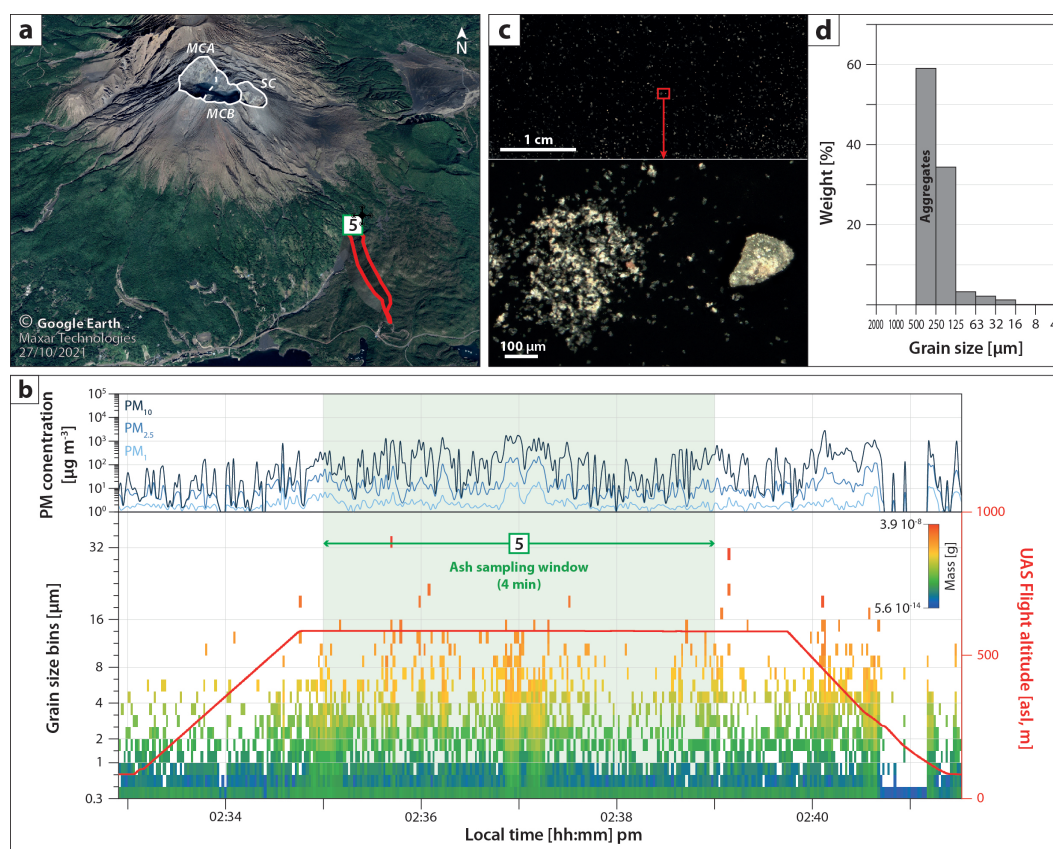 a
N
MCA
SC
MCB
5
© Google Earth
Maxar Technologies
27/10/2021
c
1 cm
100 µm
d
Weight [%]
60
40
20
Aggregates
2000 1000 500 250 125 63 32 16 8 4
Grain size [µm]
b
PM conentration
[µg m-3]
10⁵
10⁴
10³
10²
10¹
10⁰
PM10
PM2.5
PM1
Grain size bins [µm]
32
16
8
4
2
1
0.3
5
Ash sampling window
(4 min)
3.9 10-8
Mass [g]
5.6 10-14
1000
500
0
UAS Flight altitude [asl, m]
02:34 02:36 02:38 02:40
Local time [hh:mm] pm